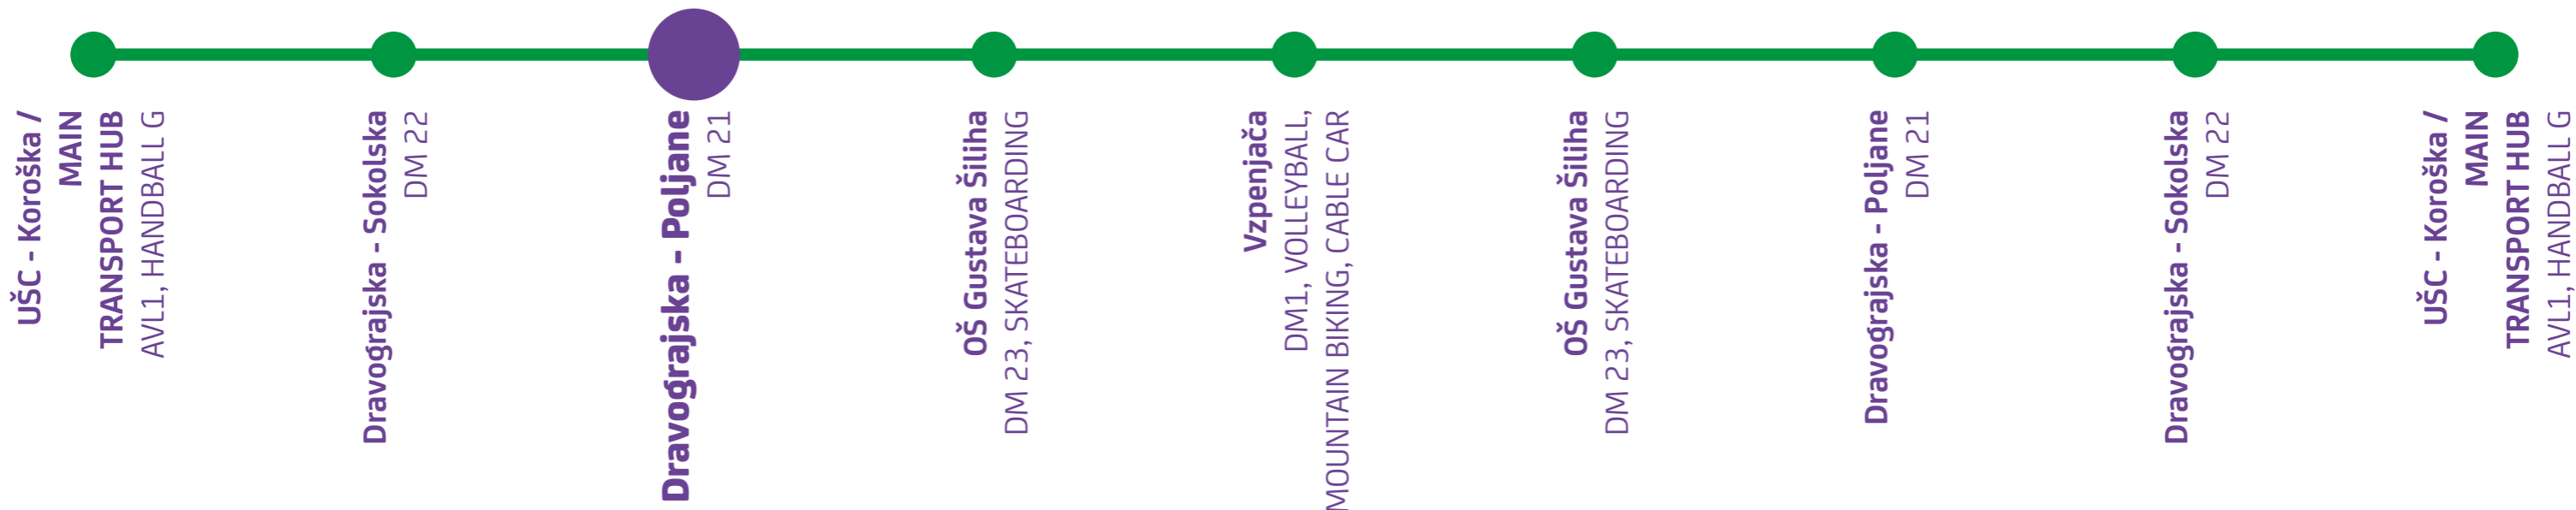 UŠC - Koroška /
MAIN
TRANSPORT HUB
AVL1, HANDBALL G
Dravograjska - Sokolska
DM 22
Dravograjska - Poljane
DM 21
OŠ Gustava Šiliha
DM 23, SKATEBOARDING
Vzpenjača
DM1, VOLLEYBALL,
MOUNTAIN BIKING, CABLE CAR
OŠ Gustava Šiliha
DM 23, SKATEBOARDING
Dravograjska - Poljane
DM 21
Dravograjska - Sokolska
DM 22
UŠC - Koroška /
MAIN
TRANSPORT HUB
AVL1, HANDBALL G